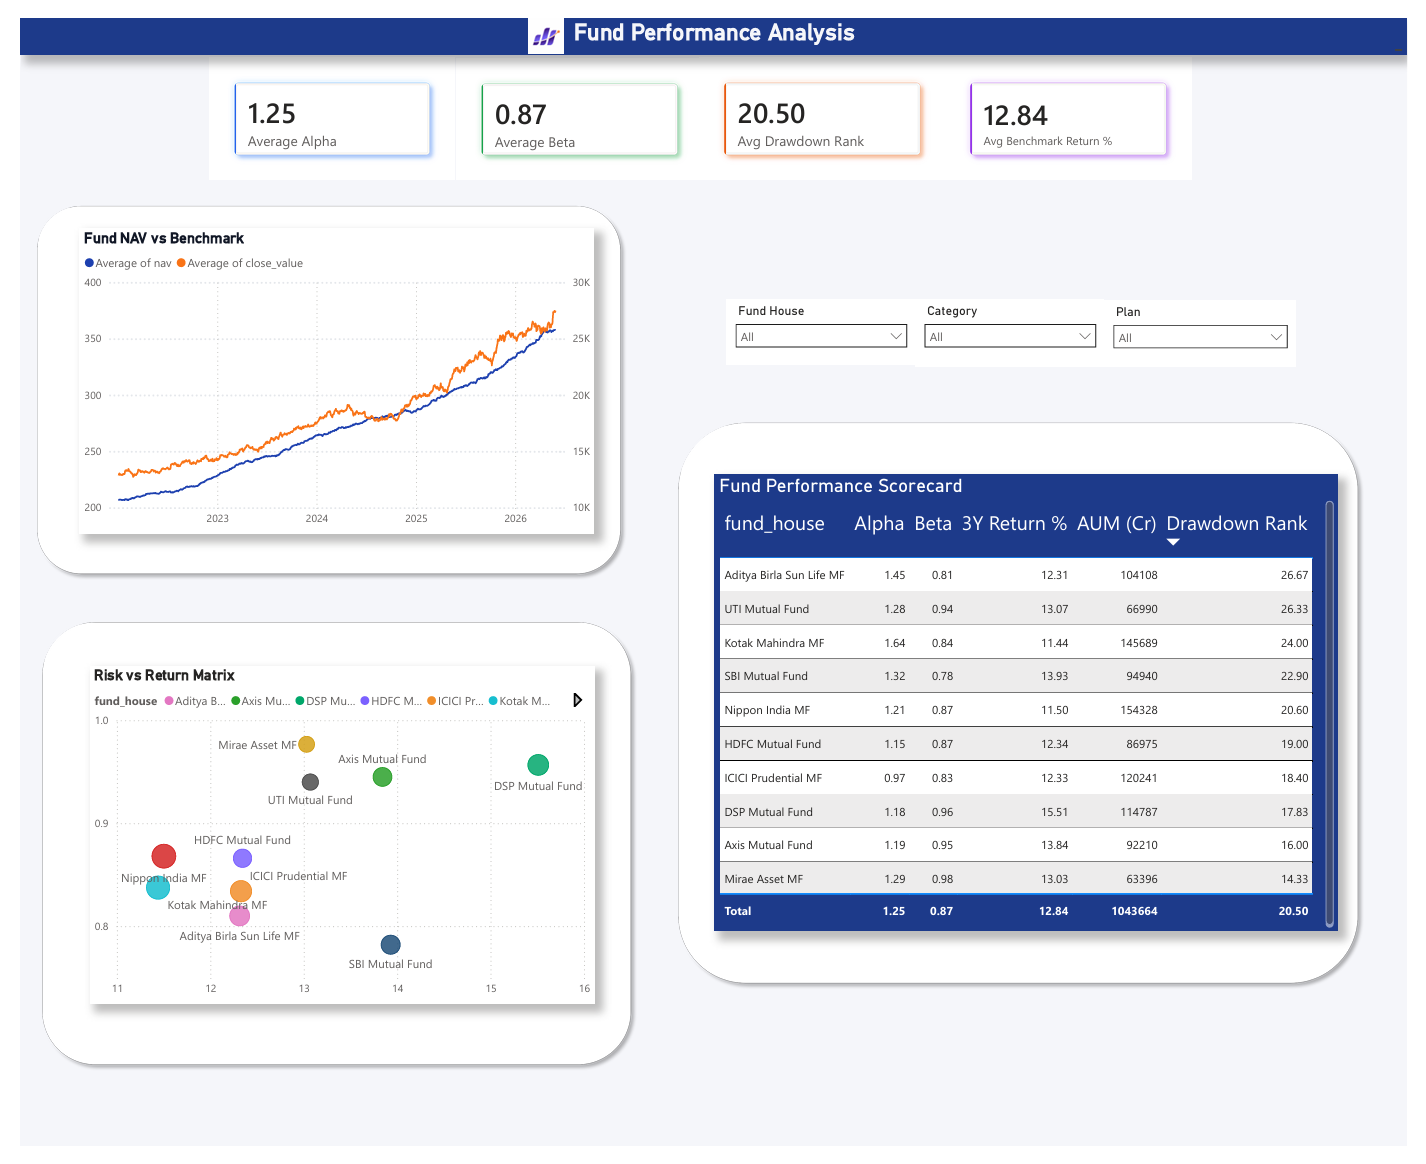 Fund Performance Analysis
1.25
Average Alpha
0.87
Average Beta
20.50
Avg Drawdown Rank
12.84
Avg Benchmark Return %
Fund NAV vs Benchmark
Average of nav Average of close_value
400 30K
350 25K
300 20K
250 15K
200 10K
2023 2024 2025 2026
Fund House
All
Category
All
Plan
All
Risk vs Return Matrix
fund_house Aditya B... Axis Mu... DSP Mu... HDFC M... ICICI Pr... Kotak M...
1.0
Mirae Asset MF
Axis Mutual Fund
DSP Mutual Fund
UTI Mutual Fund
0.9
HDFC Mutual Fund
Nippon India MF
ICICI Prudential MF
Kotak Mahindra MF
0.8
Aditya Birla Sun Life MF
SBI Mutual Fund
11 12 13 14 15 16
Fund Performance Scorecard
fund_house Alpha Beta 3Y Return % AUM (Cr) Drawdown Rank
Aditya Birla Sun Life MF 1.45 0.81 12.31 104108 26.67
UTI Mutual Fund 1.28 0.94 13.07 66990 26.33
Kotak Mahindra MF 1.64 0.84 11.44 145689 24.00
SBI Mutual Fund 1.32 0.78 13.93 94940 22.90
Nippon India MF 1.21 0.87 11.50 154328 20.60
HDFC Mutual Fund 1.15 0.87 12.34 86975 19.00
ICICI Prudential MF 0.97 0.83 12.33 120241 18.40
DSP Mutual Fund 1.18 0.96 15.51 114787 17.83
Axis Mutual Fund 1.19 0.95 13.84 92210 16.00
Mirae Asset MF 1.29 0.98 13.03 63396 14.33
Total 1.25 0.87 12.84 1043664 20.50